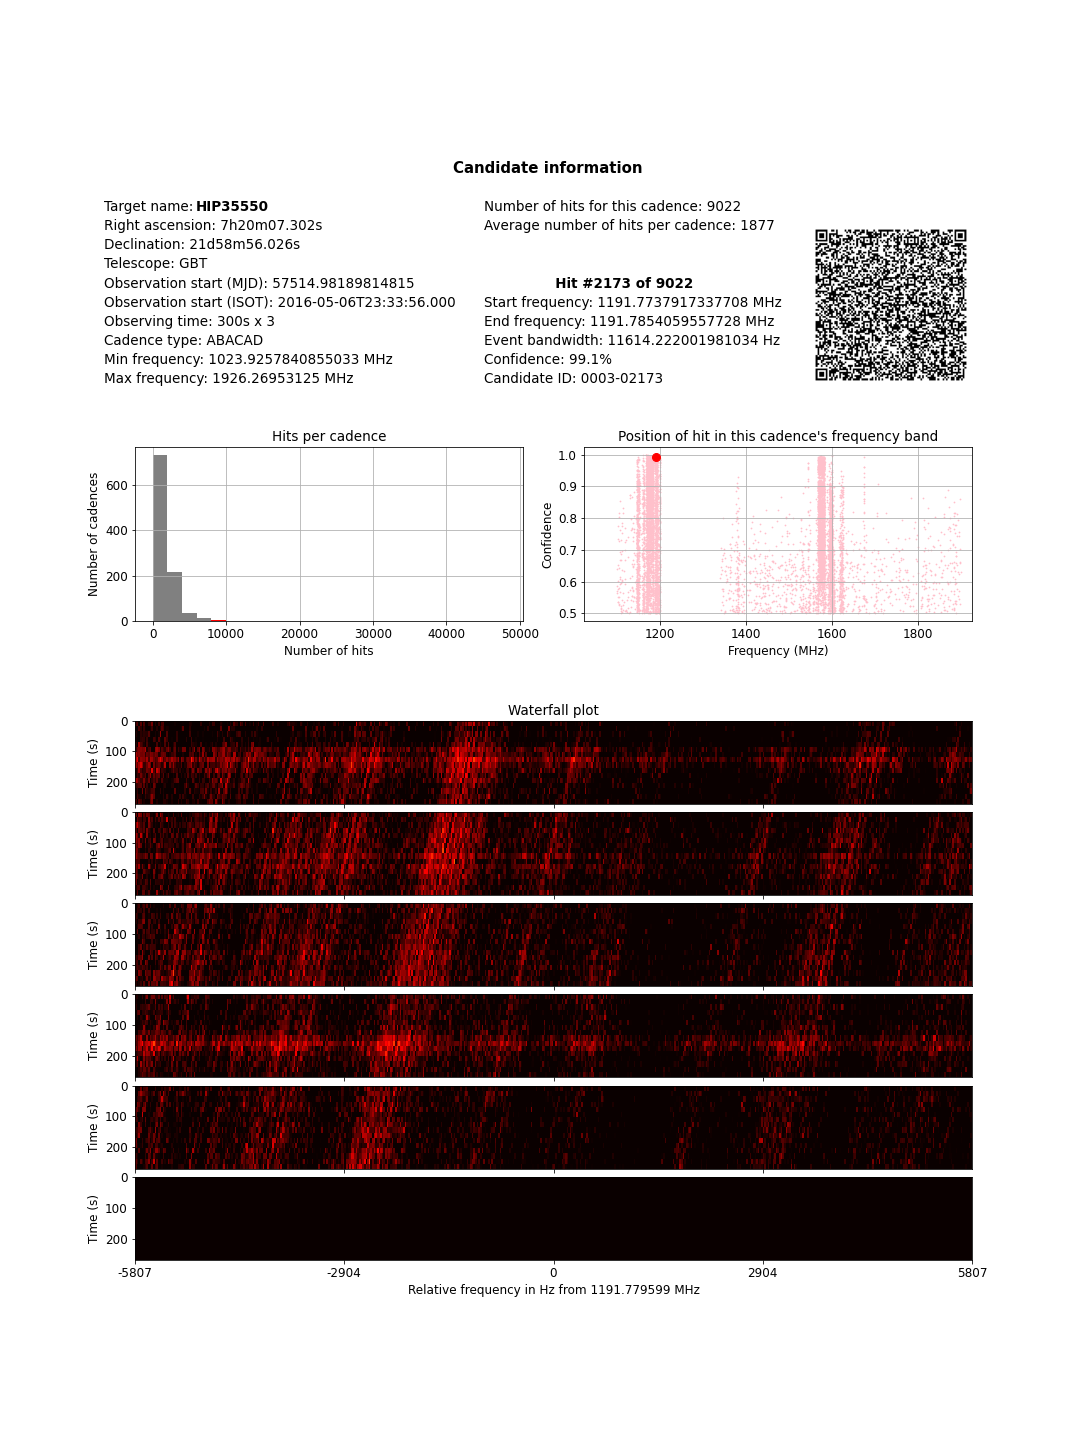 Candidate information
Target name: HIP35550
Right ascension: 7h20m07.302s
Declination: 21d58m56.026s
Telescope: GBT
Observation start (MJD): 57514.98189814815
Observation start (ISOT): 2016-05-06T23:33:56.000
Observing time: 300s x 3
Cadence type: ABACAD
Min frequency: 1023.9257840855033 MHz
Max frequency: 1926.26953125 MHz
Number of hits for this cadence: 9022
Average number of hits per cadence: 1877
Hit #2173 of 9022
Start frequency: 1191.7737917337708 MHz
End frequency: 1191.7854059557728 MHz
Event bandwidth: 11614.222001981034 Hz
Confidence: 99.1%
Candidate ID: 0003-02173
Hits per cadence
Number of cadences
600
400
200
0
0 10000 20000 30000 40000 50000
Number of hits
Position of hit in this cadence's frequency band
Confidence
1.0
0.9
0.8
0.7
0.6
0.5
1200 1400 1600 1800
Frequency (MHz)
Waterfall plot
Time (s)
0
100
200
Time (s)
0
100
200
Time (s)
0
100
200
Time (s)
0
100
200
Time (s)
0
100
200
Time (s)
0
100
200
-5807 -2904 0 2904 5807
Relative frequency in Hz from 1191.779599 MHz